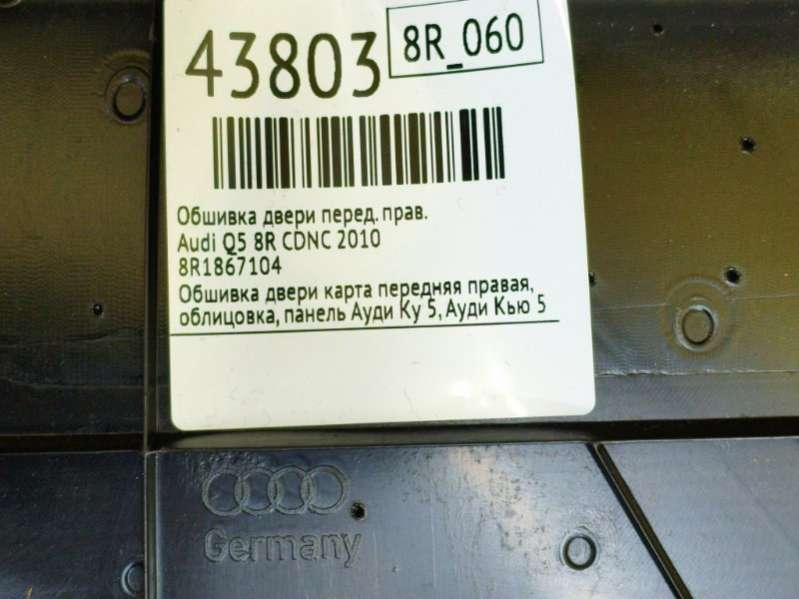 43803
8R_060
Обшивка двери перед. прав.
Audi Q5 8R CDNC 2010
8R1867104
Обшивка двери карта передняя правая,
облицовка, панель Ауди Ку 5, Ауди Кью 5
Germany